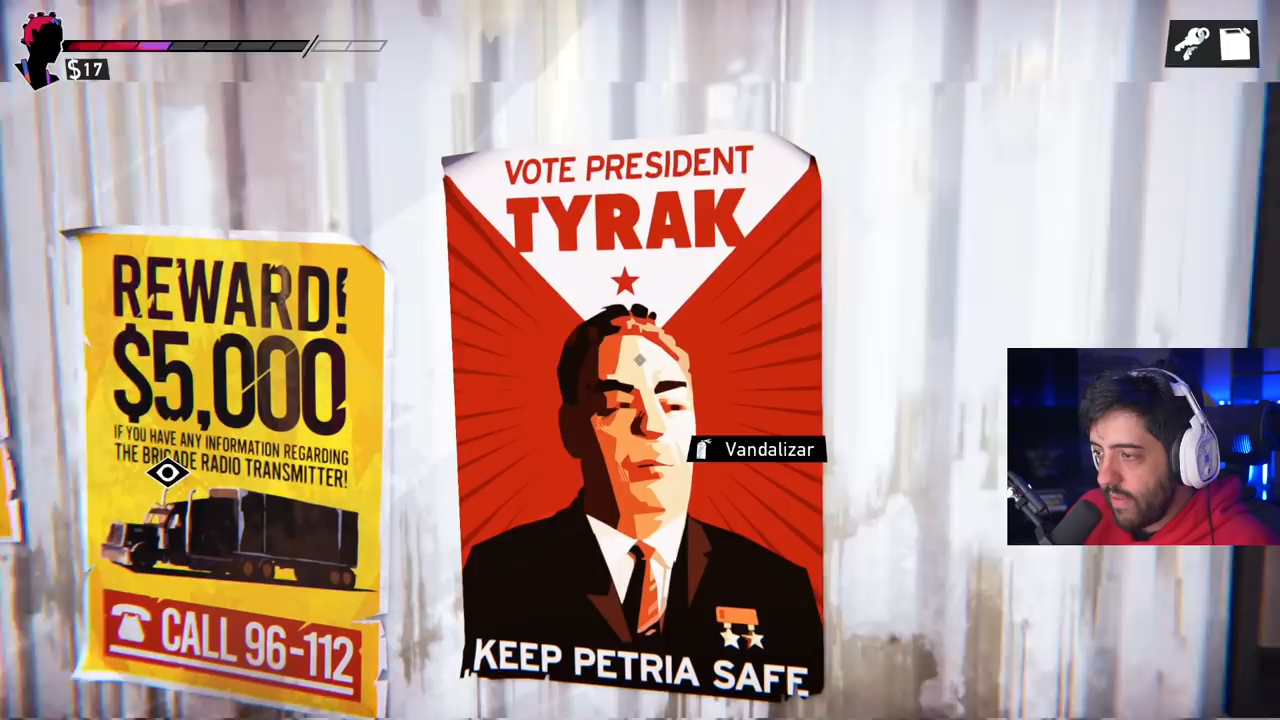 $17
REWARD!
$5,000
IF YOU HAVE ANY INFORMATION REGARDING
THE BRIGADE RADIO TRANSMITTER!
CALL 96-112
VOTE PRESIDENT
TYRAK
KEEP PETRIA SAFE
Vandalizar